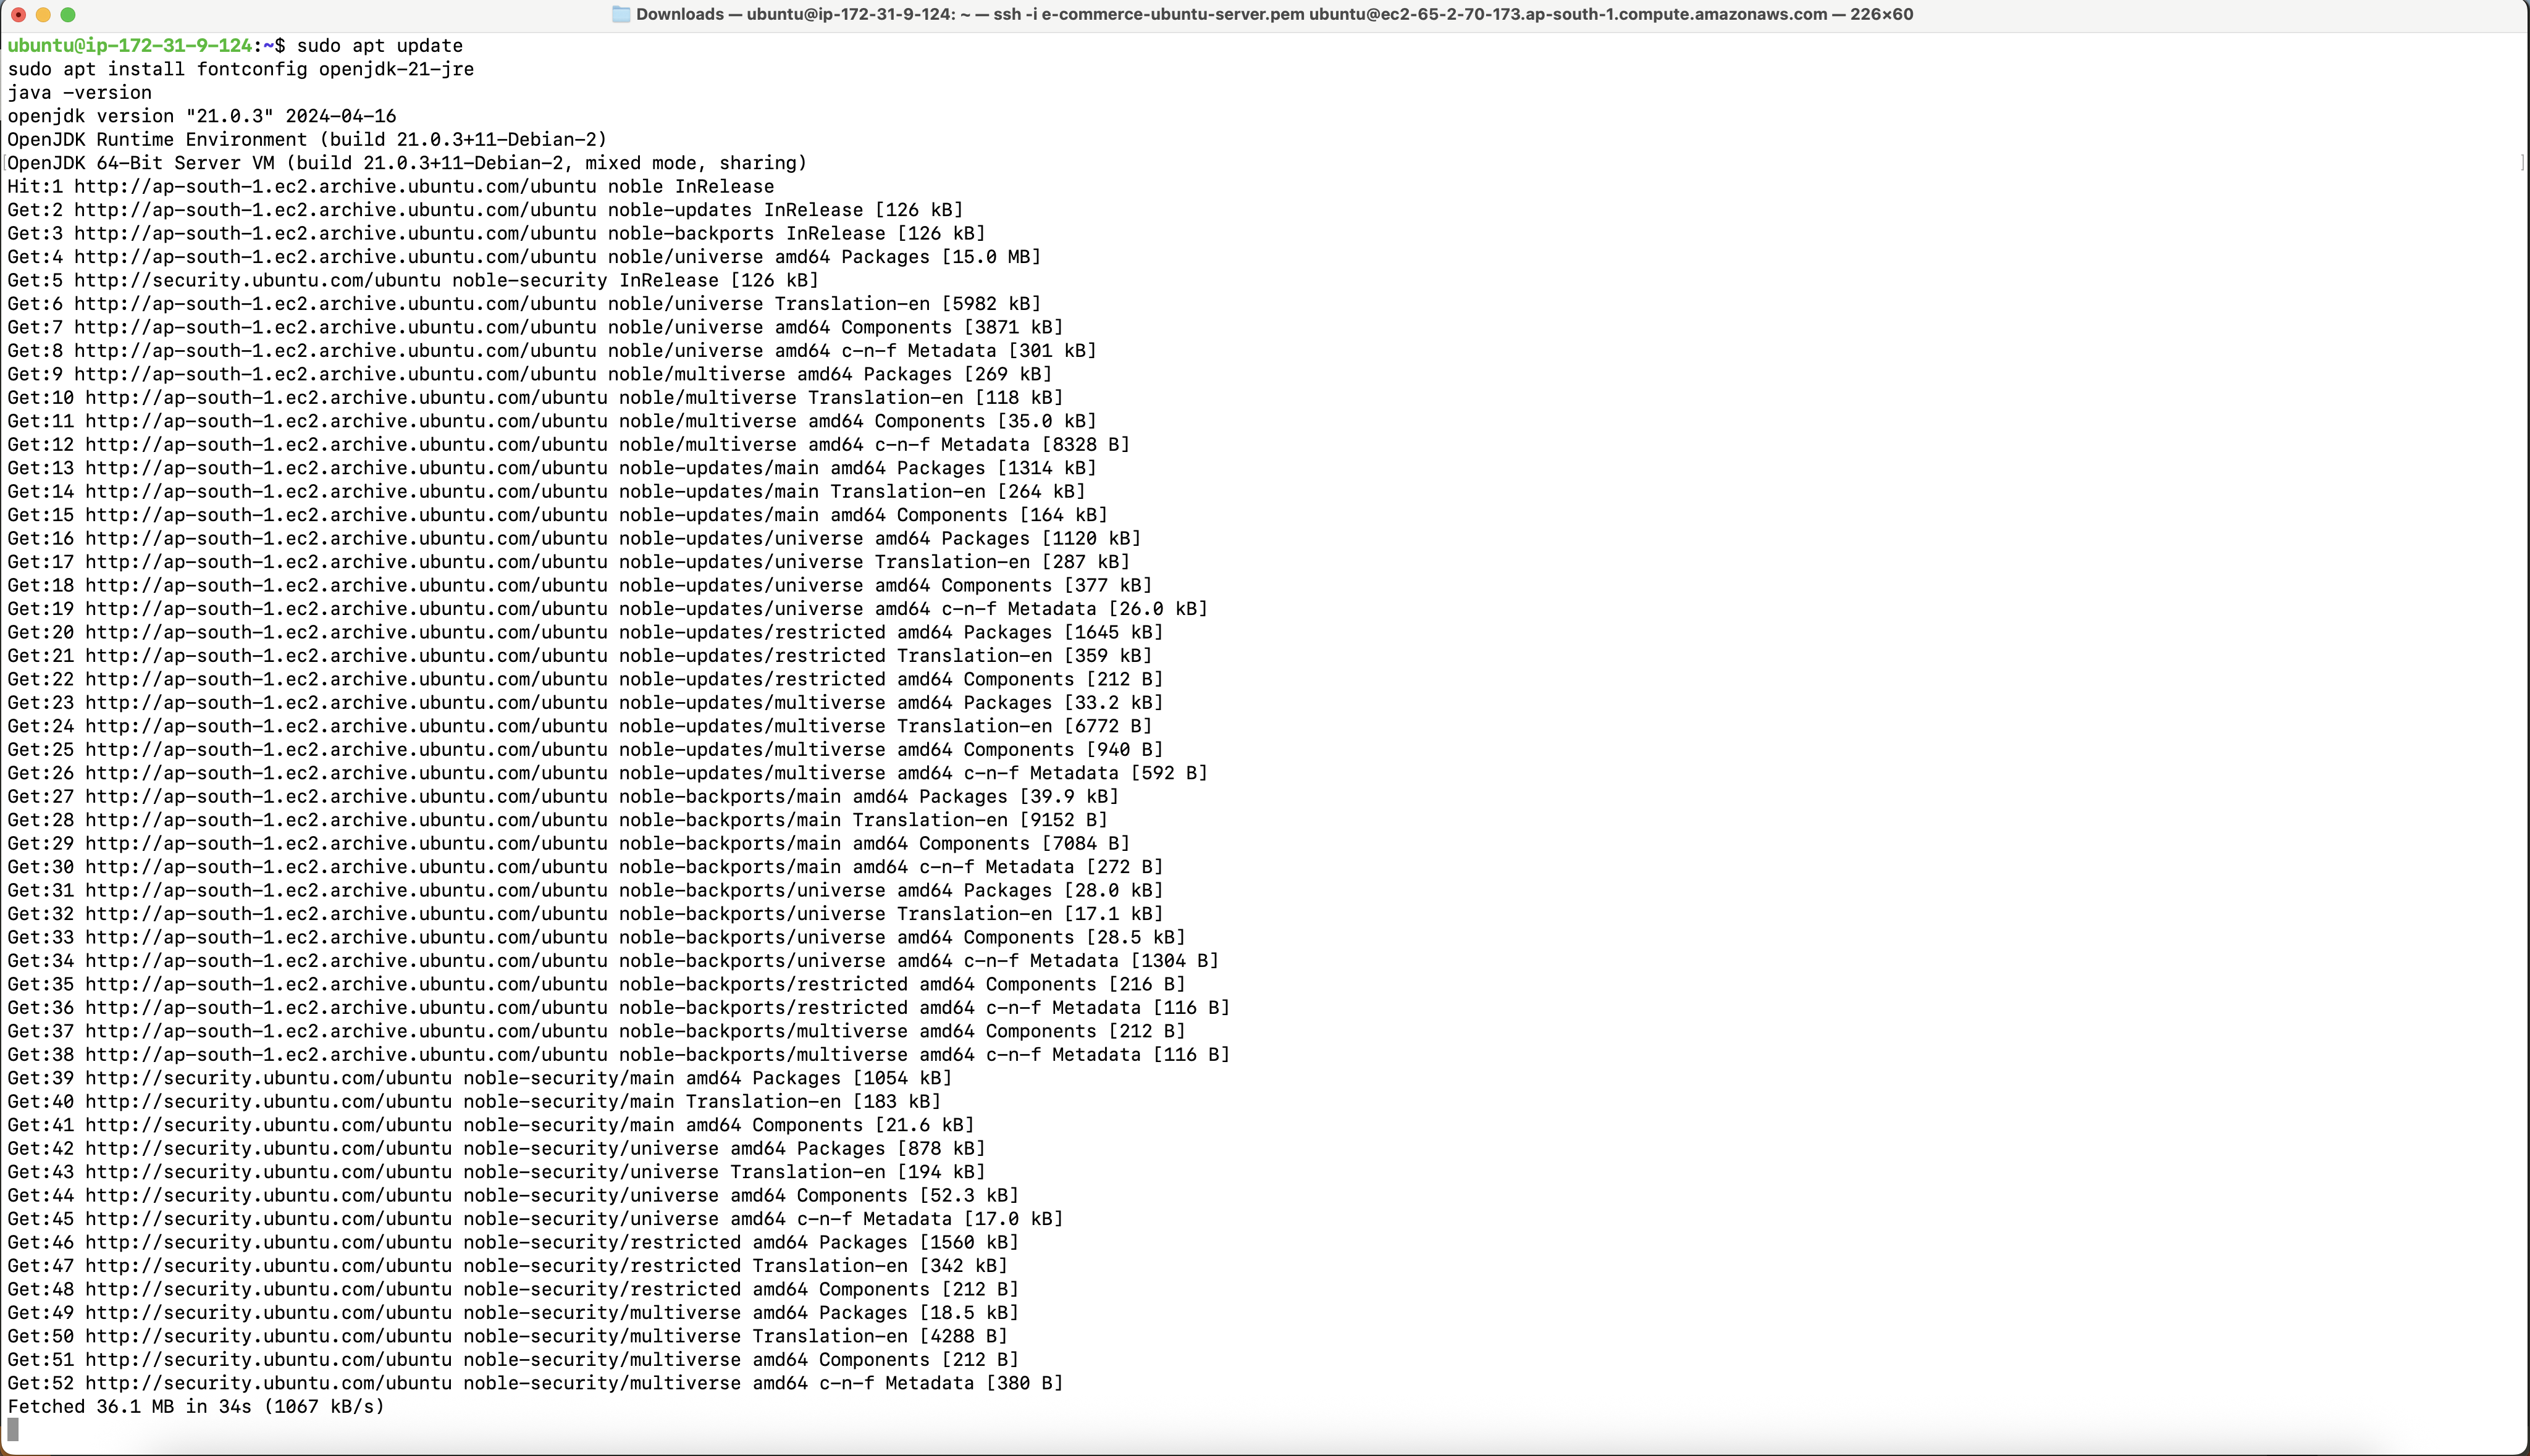 Downloads — ubuntu@ip-172-31-9-124: ~ — ssh -i e-commerce-ubuntu-server.pem ubuntu@ec2-65-2-70-173.ap-south-1.compute.amazonaws.com — 226×60
ubuntu@ip-172-31-9-124:~$ sudo apt update
sudo apt install fontconfig openjdk-21-jre
java -version
openjdk version "21.0.3" 2024-04-16
OpenJDK Runtime Environment (build 21.0.3+11-Debian-2)
[OpenJDK 64-Bit Server VM (build 21.0.3+11-Debian-2, mixed mode, sharing) ]
Hit:1 http://ap-south-1.ec2.archive.ubuntu.com/ubuntu noble InRelease
Get:2 http://ap-south-1.ec2.archive.ubuntu.com/ubuntu noble-updates InRelease [126 kB]
Get:3 http://ap-south-1.ec2.archive.ubuntu.com/ubuntu noble-backports InRelease [126 kB]
Get:4 http://ap-south-1.ec2.archive.ubuntu.com/ubuntu noble/universe amd64 Packages [15.0 MB]
Get:5 http://security.ubuntu.com/ubuntu noble-security InRelease [126 kB]
Get:6 http://ap-south-1.ec2.archive.ubuntu.com/ubuntu noble/universe Translation-en [5982 kB]
Get:7 http://ap-south-1.ec2.archive.ubuntu.com/ubuntu noble/universe amd64 Components [3871 kB]
Get:8 http://ap-south-1.ec2.archive.ubuntu.com/ubuntu noble/universe amd64 c-n-f Metadata [301 kB]
Get:9 http://ap-south-1.ec2.archive.ubuntu.com/ubuntu noble/multiverse amd64 Packages [269 kB]
Get:10 http://ap-south-1.ec2.archive.ubuntu.com/ubuntu noble/multiverse Translation-en [118 kB]
Get:11 http://ap-south-1.ec2.archive.ubuntu.com/ubuntu noble/multiverse amd64 Components [35.0 kB]
Get:12 http://ap-south-1.ec2.archive.ubuntu.com/ubuntu noble/multiverse amd64 c-n-f Metadata [8328 B]
Get:13 http://ap-south-1.ec2.archive.ubuntu.com/ubuntu noble-updates/main amd64 Packages [1314 kB]
Get:14 http://ap-south-1.ec2.archive.ubuntu.com/ubuntu noble-updates/main Translation-en [264 kB]
Get:15 http://ap-south-1.ec2.archive.ubuntu.com/ubuntu noble-updates/main amd64 Components [164 kB]
Get:16 http://ap-south-1.ec2.archive.ubuntu.com/ubuntu noble-updates/universe amd64 Packages [1120 kB]
Get:17 http://ap-south-1.ec2.archive.ubuntu.com/ubuntu noble-updates/universe Translation-en [287 kB]
Get:18 http://ap-south-1.ec2.archive.ubuntu.com/ubuntu noble-updates/universe amd64 Components [377 kB]
Get:19 http://ap-south-1.ec2.archive.ubuntu.com/ubuntu noble-updates/universe amd64 c-n-f Metadata [26.0 kB]
Get:20 http://ap-south-1.ec2.archive.ubuntu.com/ubuntu noble-updates/restricted amd64 Packages [1645 kB]
Get:21 http://ap-south-1.ec2.archive.ubuntu.com/ubuntu noble-updates/restricted Translation-en [359 kB]
Get:22 http://ap-south-1.ec2.archive.ubuntu.com/ubuntu noble-updates/restricted amd64 Components [212 B]
Get:23 http://ap-south-1.ec2.archive.ubuntu.com/ubuntu noble-updates/multiverse amd64 Packages [33.2 kB]
Get:24 http://ap-south-1.ec2.archive.ubuntu.com/ubuntu noble-updates/multiverse Translation-en [6772 B]
Get:25 http://ap-south-1.ec2.archive.ubuntu.com/ubuntu noble-updates/multiverse amd64 Components [940 B]
Get:26 http://ap-south-1.ec2.archive.ubuntu.com/ubuntu noble-updates/multiverse amd64 c-n-f Metadata [592 B]
Get:27 http://ap-south-1.ec2.archive.ubuntu.com/ubuntu noble-backports/main amd64 Packages [39.9 kB]
Get:28 http://ap-south-1.ec2.archive.ubuntu.com/ubuntu noble-backports/main Translation-en [9152 B]
Get:29 http://ap-south-1.ec2.archive.ubuntu.com/ubuntu noble-backports/main amd64 Components [7084 B]
Get:30 http://ap-south-1.ec2.archive.ubuntu.com/ubuntu noble-backports/main amd64 c-n-f Metadata [272 B]
Get:31 http://ap-south-1.ec2.archive.ubuntu.com/ubuntu noble-backports/universe amd64 Packages [28.0 kB]
Get:32 http://ap-south-1.ec2.archive.ubuntu.com/ubuntu noble-backports/universe Translation-en [17.1 kB]
Get:33 http://ap-south-1.ec2.archive.ubuntu.com/ubuntu noble-backports/universe amd64 Components [28.5 kB]
Get:34 http://ap-south-1.ec2.archive.ubuntu.com/ubuntu noble-backports/universe amd64 c-n-f Metadata [1304 B]
Get:35 http://ap-south-1.ec2.archive.ubuntu.com/ubuntu noble-backports/restricted amd64 Components [216 B]
Get:36 http://ap-south-1.ec2.archive.ubuntu.com/ubuntu noble-backports/restricted amd64 c-n-f Metadata [116 B]
Get:37 http://ap-south-1.ec2.archive.ubuntu.com/ubuntu noble-backports/multiverse amd64 Components [212 B]
Get:38 http://ap-south-1.ec2.archive.ubuntu.com/ubuntu noble-backports/multiverse amd64 c-n-f Metadata [116 B]
Get:39 http://security.ubuntu.com/ubuntu noble-security/main amd64 Packages [1054 kB]
Get:40 http://security.ubuntu.com/ubuntu noble-security/main Translation-en [183 kB]
Get:41 http://security.ubuntu.com/ubuntu noble-security/main amd64 Components [21.6 kB]
Get:42 http://security.ubuntu.com/ubuntu noble-security/universe amd64 Packages [878 kB]
Get:43 http://security.ubuntu.com/ubuntu noble-security/universe Translation-en [194 kB]
Get:44 http://security.ubuntu.com/ubuntu noble-security/universe amd64 Components [52.3 kB]
Get:45 http://security.ubuntu.com/ubuntu noble-security/universe amd64 c-n-f Metadata [17.0 kB]
Get:46 http://security.ubuntu.com/ubuntu noble-security/restricted amd64 Packages [1560 kB]
Get:47 http://security.ubuntu.com/ubuntu noble-security/restricted Translation-en [342 kB]
Get:48 http://security.ubuntu.com/ubuntu noble-security/restricted amd64 Components [212 B]
Get:49 http://security.ubuntu.com/ubuntu noble-security/multiverse amd64 Packages [18.5 kB]
Get:50 http://security.ubuntu.com/ubuntu noble-security/multiverse Translation-en [4288 B]
Get:51 http://security.ubuntu.com/ubuntu noble-security/multiverse amd64 Components [212 B]
Get:52 http://security.ubuntu.com/ubuntu noble-security/multiverse amd64 c-n-f Metadata [380 B]
Fetched 36.1 MB in 34s (1067 kB/s)